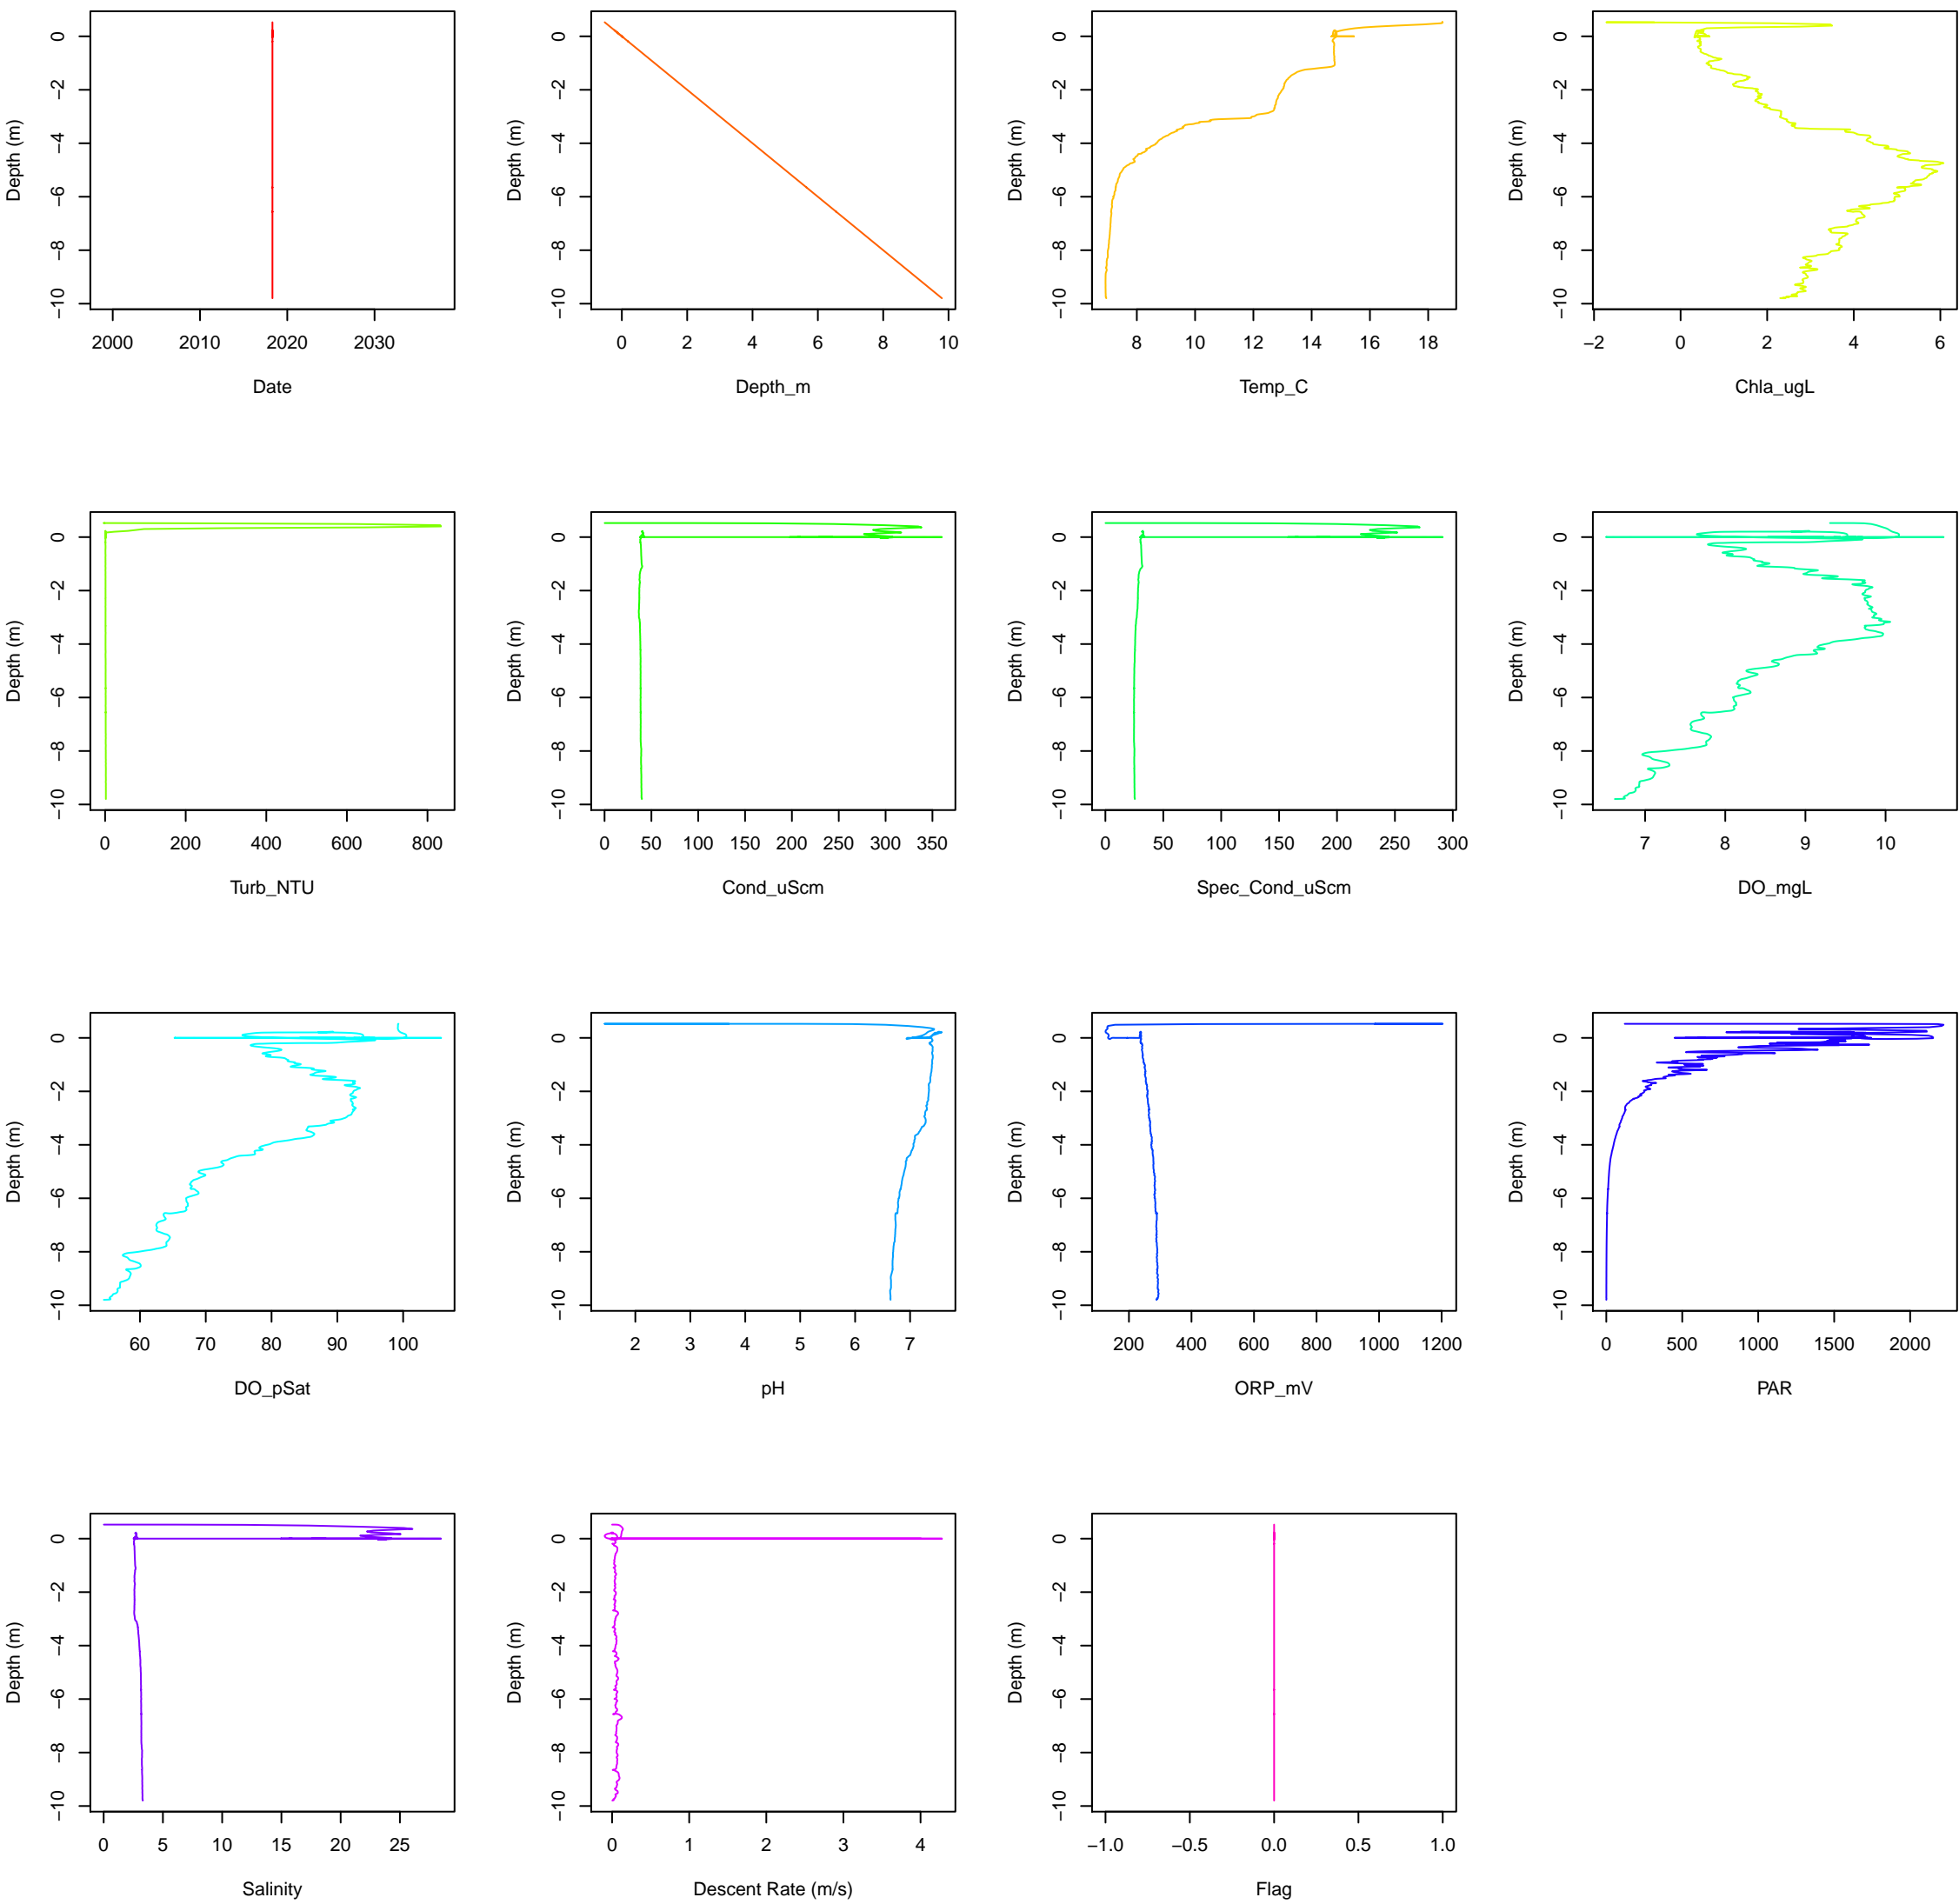 Depth (m)
0
−2
−4
−6
−8
−10
2000 2010 2020 2030
Date
Depth (m)
0
−2
−4
−6
−8
−10
0 2 4 6 8 10
Depth_m
Depth (m)
0
−2
−4
−6
−8
−10
8 10 12 14 16 18
Temp_C
Depth (m)
0
−2
−4
−6
−8
−10
−2 0 2 4 6
Chla_ugL
Depth (m)
0
−2
−4
−6
−8
−10
0 200 400 600 800
Turb_NTU
Depth (m)
0
−2
−4
−6
−8
−10
0 50 100 150 200 250 300 350
Cond_uScm
Depth (m)
0
−2
−4
−6
−8
−10
0 50 100 150 200 250 300
Spec_Cond_uScm
Depth (m)
0
−2
−4
−6
−8
−10
7 8 9 10
DO_mgL
Depth (m)
0
−2
−4
−6
−8
−10
60 70 80 90 100
DO_pSat
Depth (m)
0
−2
−4
−6
−8
−10
2 3 4 5 6 7
pH
Depth (m)
0
−2
−4
−6
−8
−10
200 400 600 800 1000 1200
ORP_mV
Depth (m)
0
−2
−4
−6
−8
−10
0 500 1000 1500 2000
PAR
Depth (m)
0
−2
−4
−6
−8
−10
0 5 10 15 20 25
Salinity
Depth (m)
0
−2
−4
−6
−8
−10
0 1 2 3 4
Descent Rate (m/s)
Depth (m)
0
−2
−4
−6
−8
−10
−1.0 −0.5 0.0 0.5 1.0
Flag